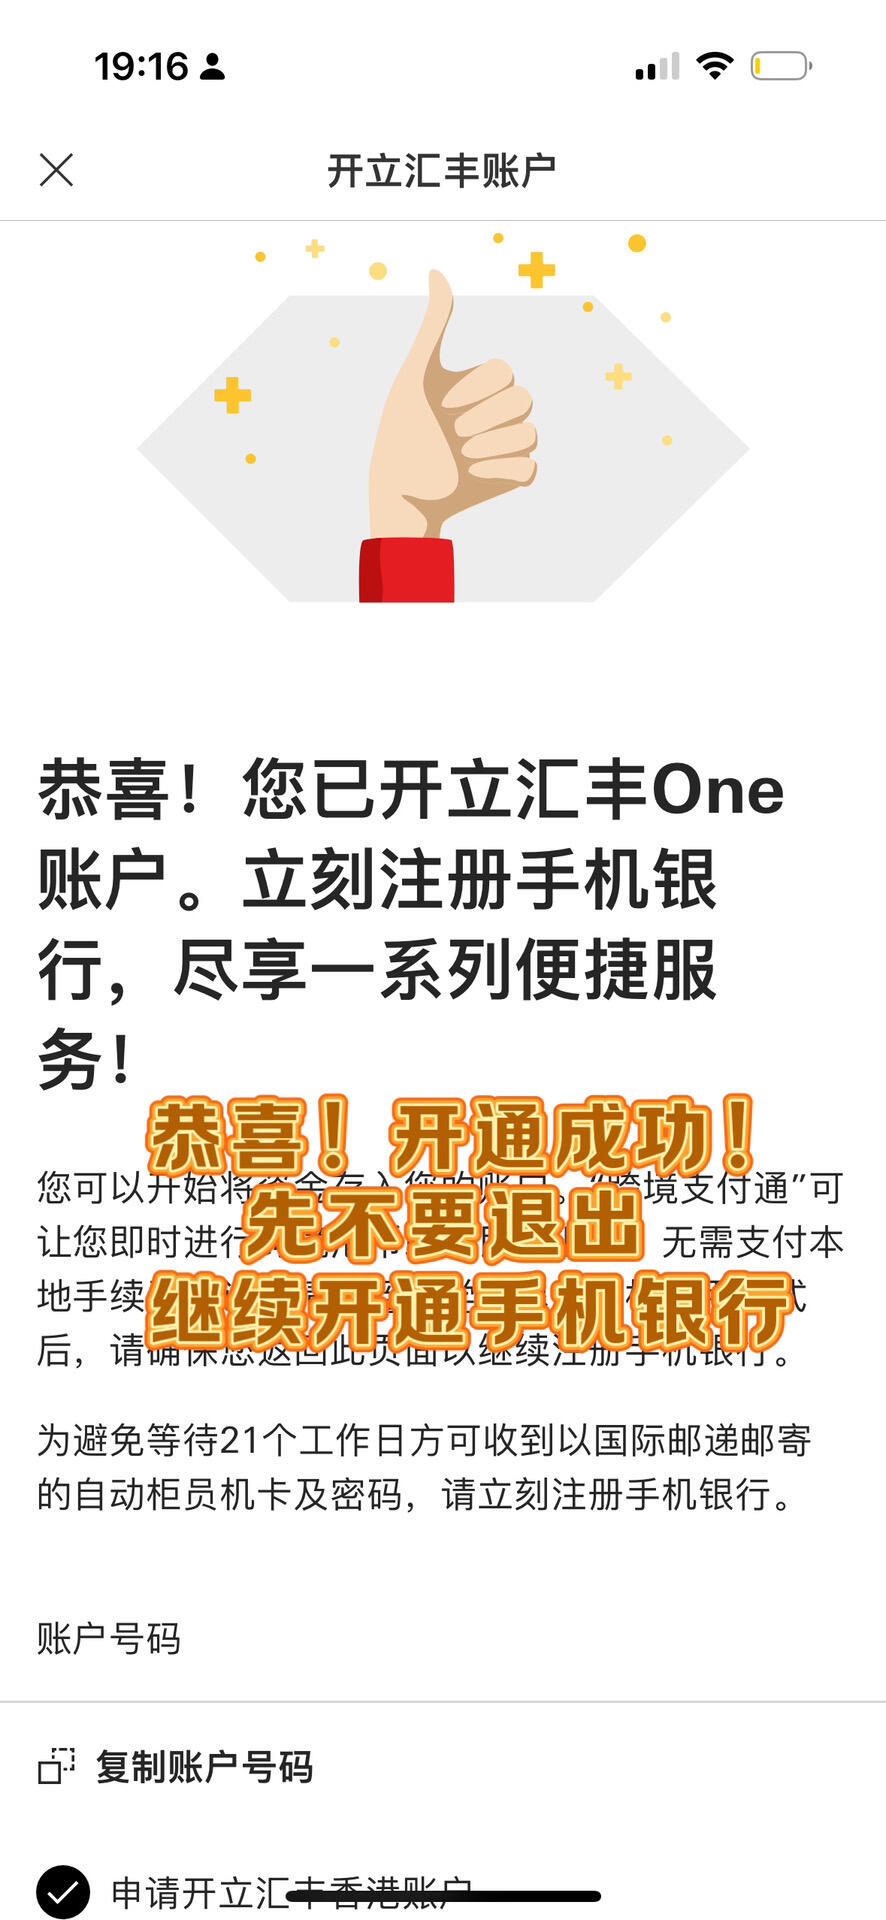 19:16
开立汇丰账户
恭喜！您已开立汇丰One
账户。立刻注册手机银
行，尽享一系列便捷服
务！
恭喜！开通成功！
您可以开始将资金存入您的账户。“跨境支付通”可
先不要退出
让您即时进行 无需支付本
继续开通手机银行
地手续 式
后，请确保您返回此页面以继续注册手机银行。
为避免等待21个工作日方可收到以国际邮递邮寄
的自动柜员机卡及密码，请立刻注册手机银行。
账户号码
复制账户号码
申请开立汇丰香港账户